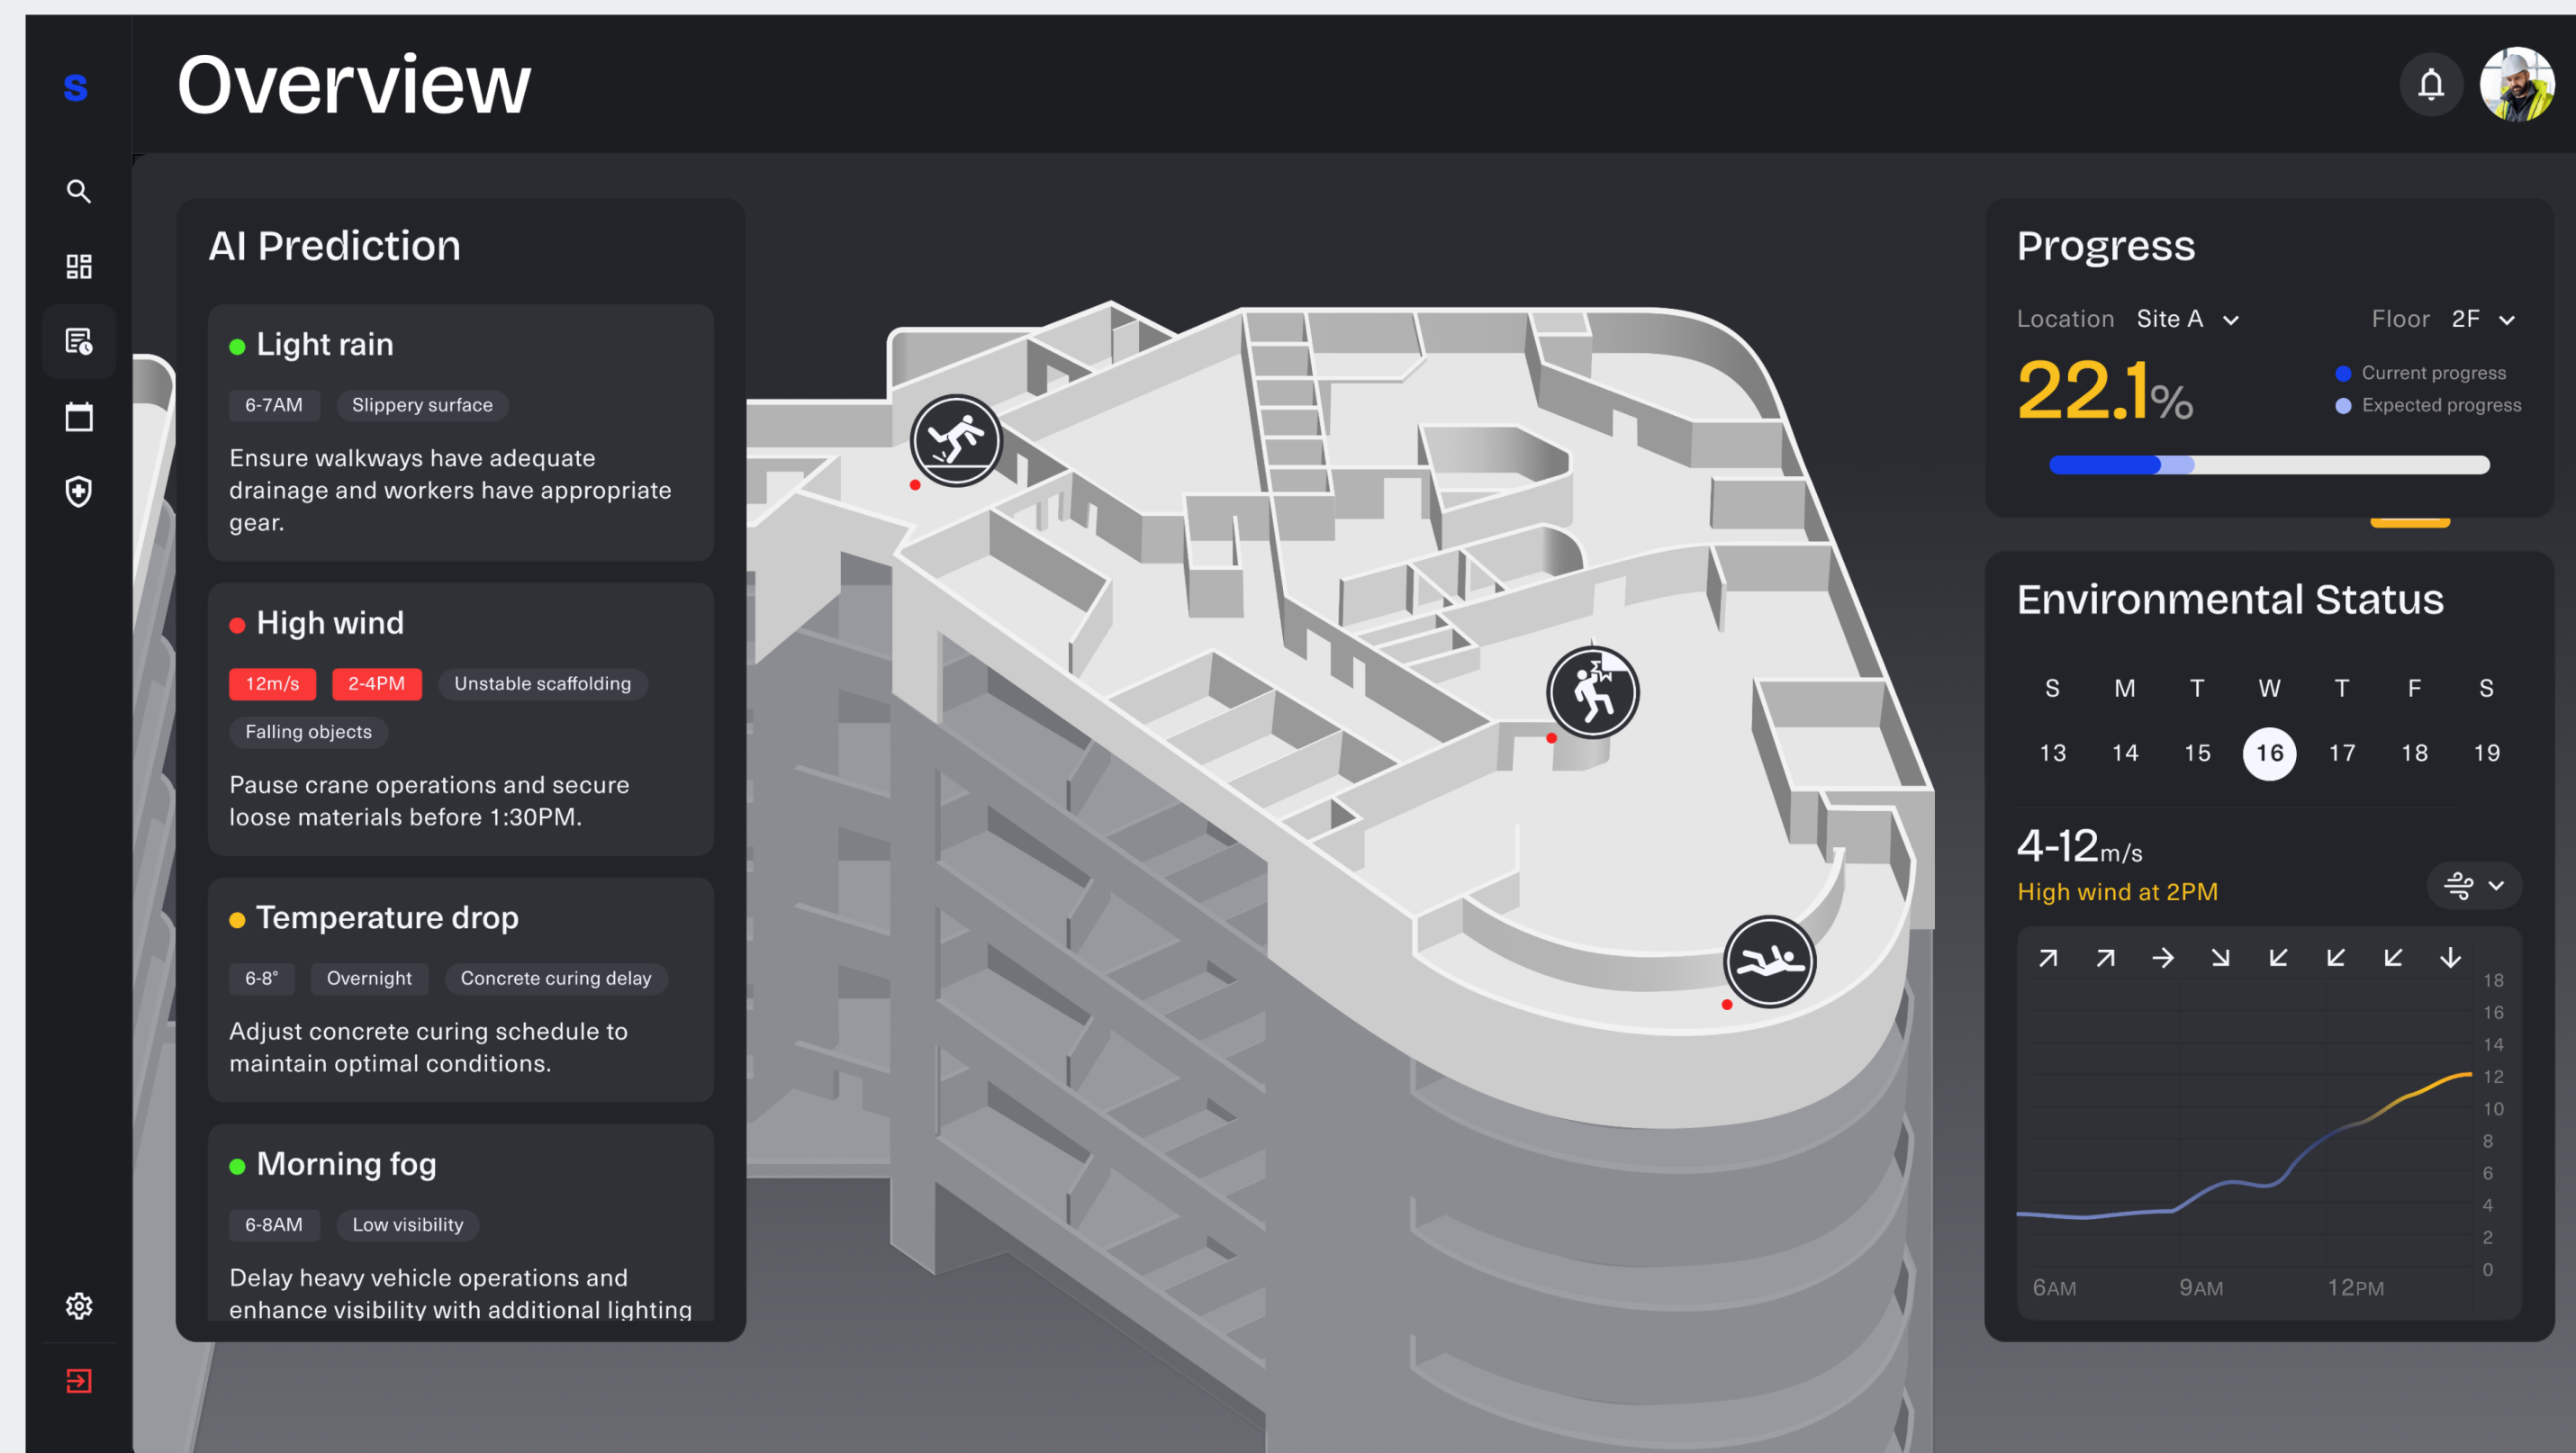 s
Overview
AI Prediction
Light rain
6-7AM
Slippery surface
Ensure walkways have adequate
drainage and workers have appropriate
gear.
High wind
12m/s
2-4PM
Unstable scaffolding
Falling objects
Pause crane operations and secure
loose materials before 1:30PM.
Temperature drop
6-8°
Overnight
Concrete curing delay
Adjust concrete curing schedule to
maintain optimal conditions.
Morning fog
6-8AM
Low visibility
Delay heavy vehicle operations and
enhance visibility with additional lighting
Progress
Location Site A
Floor 2F
22.1%
Current progress
Expected progress
Environmental Status
S M T W T F S
13 14 15 16 17 18 19
4-12m/s
High wind at 2PM
18
16
14
12
10
8
6
4
2
0
6AM 9AM 12PM